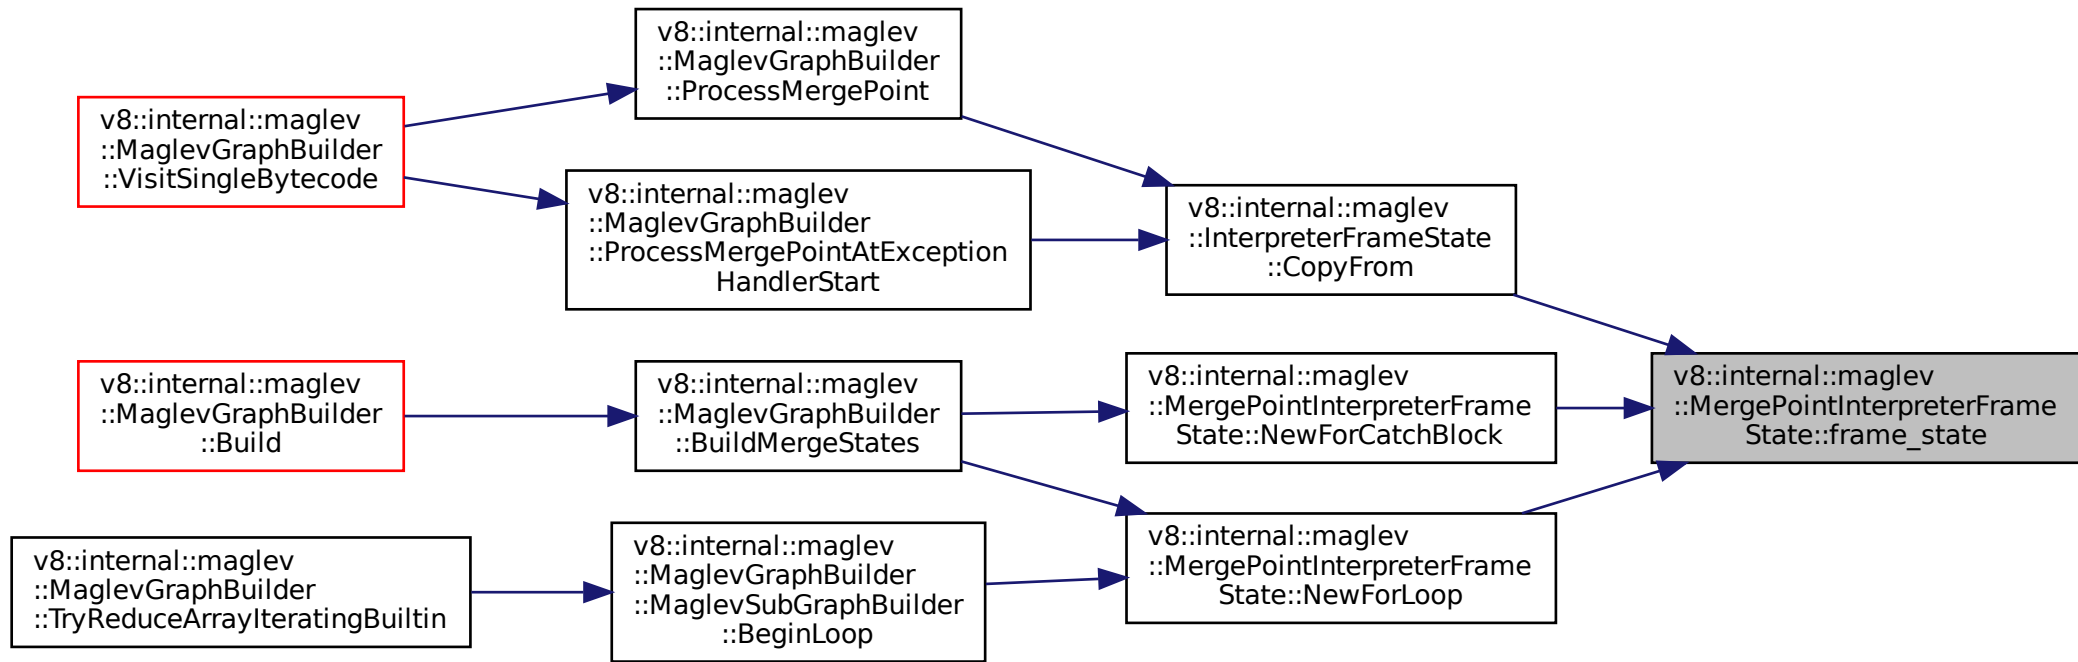 v8::internal::maglev
::MaglevGraphBuilder
::ProcessMergePoint
v8::internal::maglev
::MaglevGraphBuilder
::VisitSingleBytecode
v8::internal::maglev
::MaglevGraphBuilder
::ProcessMergePointAtException
HandlerStart
v8::internal::maglev
::InterpreterFrameState
::CopyFrom
v8::internal::maglev
::MaglevGraphBuilder
::Build
v8::internal::maglev
::MaglevGraphBuilder
::BuildMergeStates
v8::internal::maglev
::MergePointInterpreterFrame
State::NewForCatchBlock
v8::internal::maglev
::MergePointInterpreterFrame
State::frame_state
v8::internal::maglev
::MaglevGraphBuilder
::TryReduceArrayIteratingBuiltin
v8::internal::maglev
::MaglevGraphBuilder
::MaglevSubGraphBuilder
::BeginLoop
v8::internal::maglev
::MergePointInterpreterFrame
State::NewForLoop